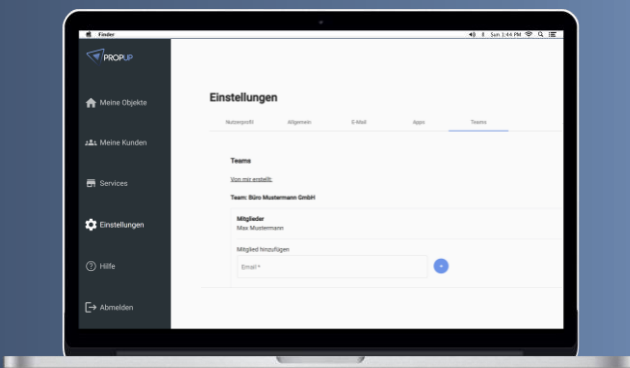 Finder
Sun 1:44 PM
PROPUP
Meine Objekte
Meine Kunden
Services
Einstellungen
Hilfe
Abmelden
Einstellungen
Nutzerprofil Allgemein E-Mail Apps Teams
Teams
Von mir erstellt:
Team: Büro Mustermann GmbH
Mitglieder
Max Mustermann
Mitglied hinzufügen
Email *
+